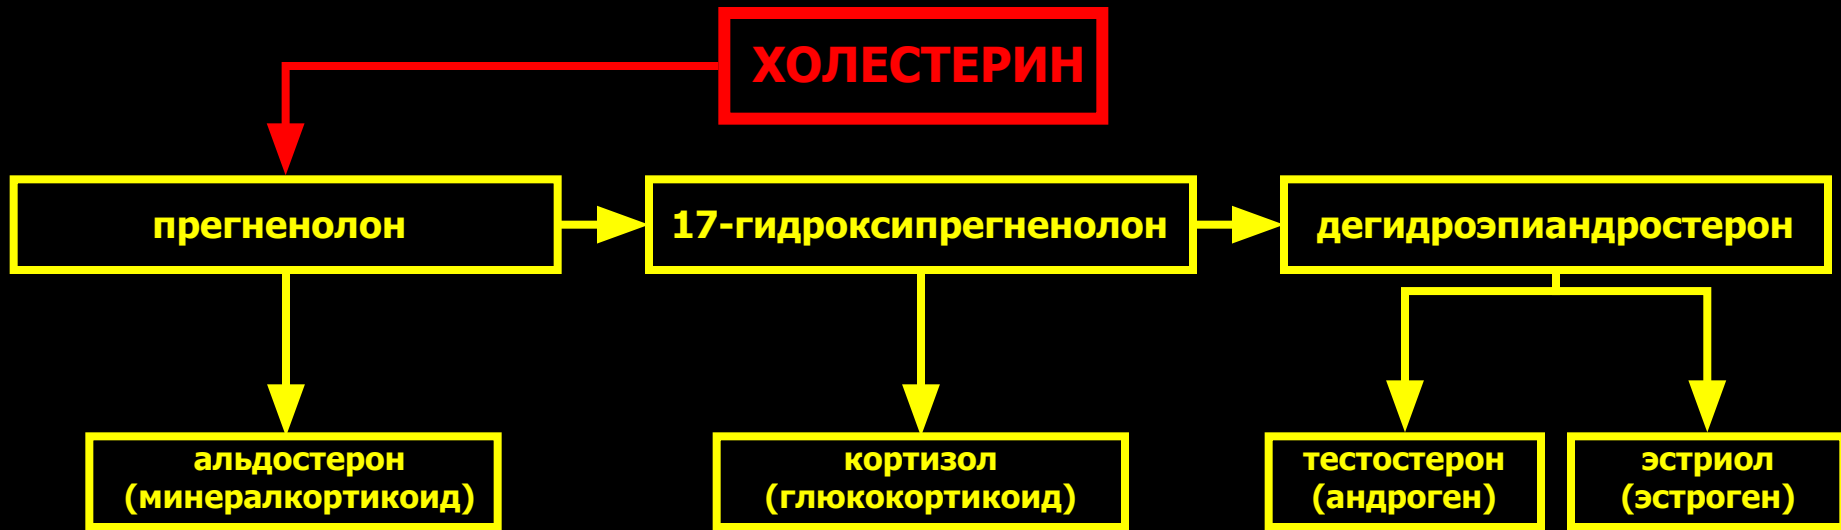 ХОЛЕСТЕРИН
прегненолон
17-гидроксипрегненолон
дегидроэпиандростерон
альдостерон
(минералкортикоид)
кортизол
(глюкокортикоид)
тестостерон
(андроген)
эстриол
(эстроген)